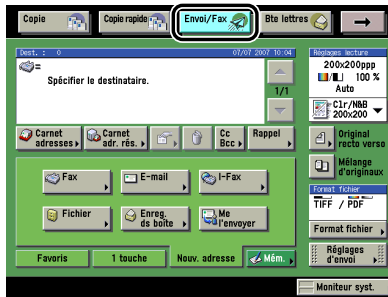 Copie
Copie rapide
Envoi/Fax
Bte lettres
Dest. : 0
07/07 2007 10:04
Spécifier le destinataire.
1/1
Carnet adresses
Carnet adr. rés.
Cc Bcc
Rappel
Fax
E-mail
I-Fax
Fichier
Enreg. ds boîte
Me l'envoyer
Favoris
1 touche
Nouv. adresse
Mém.
Réglages lecture
200x200ppp
100 %
Auto
Clr/N&B
200x200
Original recto verso
Mélange d'originaux
Format fichier
TIFF / PDF
Format fichier
Réglages d'envoi
Moniteur syst.